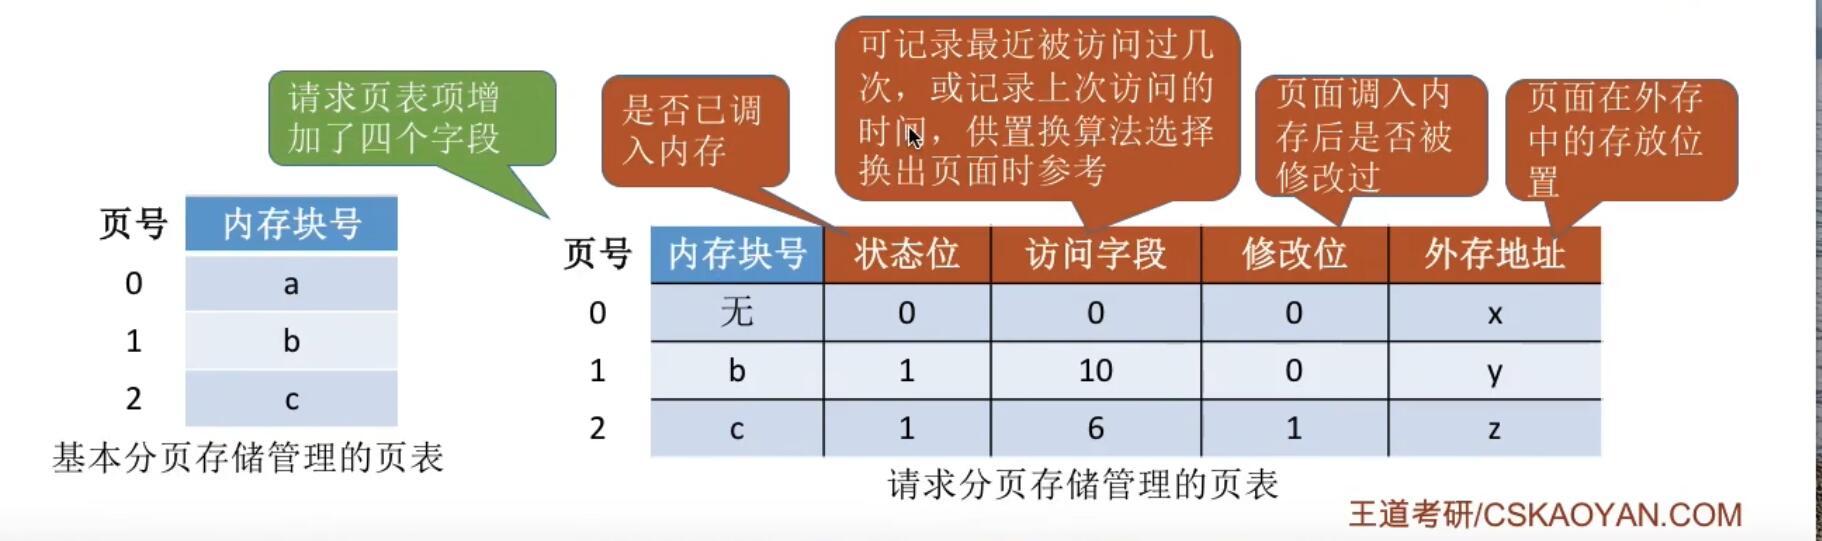 可记录最近被访问过几
次，或记录上次访问的
时间，供置换算法选择
换出页面时参考
请求页表项增
加了四个字段
是否已调
入内存
页面调入内
存后是否被
修改过
页面在外存
中的存放位
置
页号 内存块号
0 a
1 b
2 c
基本分页存储管理的页表
页号 内存块号 状态位 访问字段 修改位 外存地址
0 无 0 0 0 x
1 b 1 10 0 y
2 c 1 6 1 z
请求分页存储管理的页表
王道考研/CSKAOYAN.COM